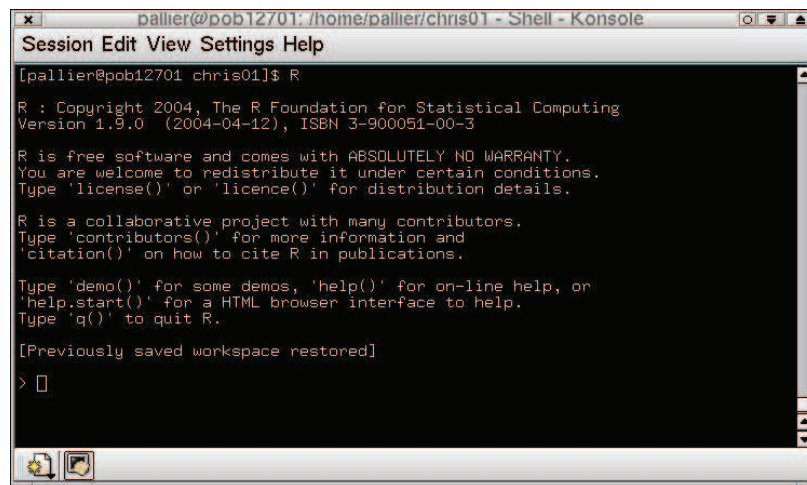 pallier@pob12701: /home/pallier/chris01 - Shell - Konsole
Session Edit View Settings Help
[pallier@pob12701 chris01]$ R
R : Copyright 2004, The R Foundation for Statistical Computing
Version 1.9.0  (2004-04-12), ISBN 3-900051-00-3
R is free software and comes with ABSOLUTELY NO WARRANTY.
You are welcome to redistribute it under certain conditions.
Type 'license()' or 'licence()' for distribution details.
R is a collaborative project with many contributors.
Type 'contributors()' for more information and
'citation()' on how to cite R in publications.
Type 'demo()' for some demos, 'help()' for on-line help, or
'help.start()' for a HTML browser interface to help.
Type 'q()' to quit R.
[Previously saved workspace restored]
>